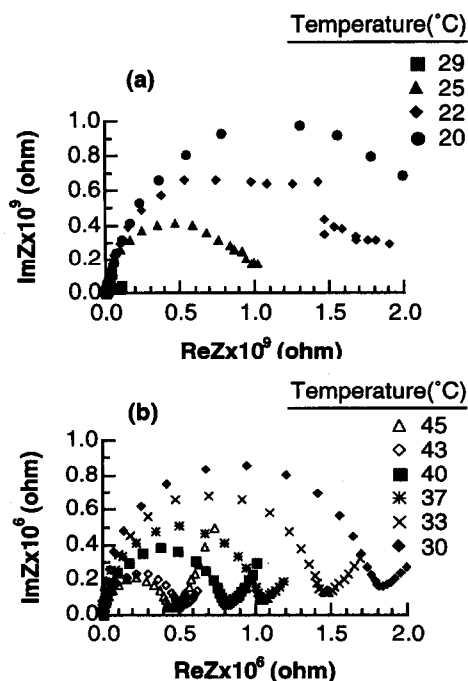 Temperature(°C)
(a)
29
25
22
20
1.0
0.8
0.6
0.4
0.2
0.0
ImZx10⁹ (ohm)
0.0 0.5 1.0 1.5 2.0
ReZx10⁹ (ohm)
Temperature(°C)
(b)
45
43
40
37
33
30
1.0
0.8
0.6
0.4
0.2
0.0
ImZx10⁶ (ohm)
0.0 0.5 1.0 1.5 2.0
ReZx10⁶ (ohm)